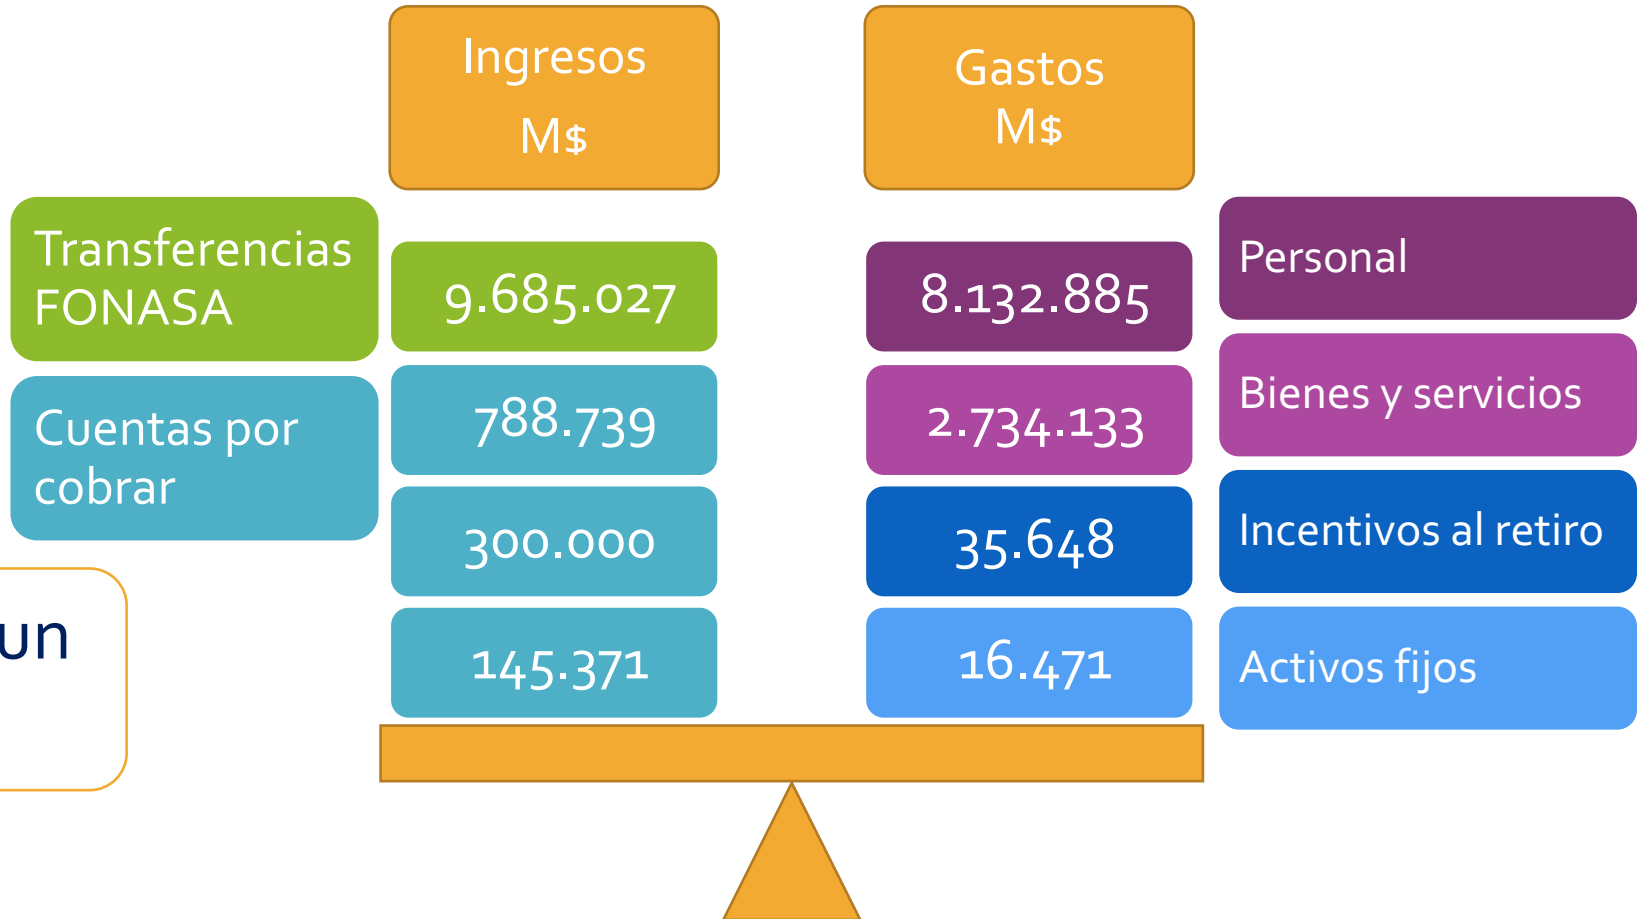 Ingresos
M$
Gastos
M$
Transferencias
FONASA
9.685.027
8.132.885
Personal
Cuentas por
cobrar
788.739
2.734.133
Bienes y servicios
300.000
35.648
Incentivos al retiro
un
145.371
16.471
Activos fijos